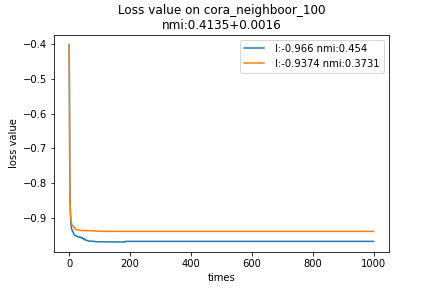 Loss value on cora_neighboor_100
nmi:0.4135+0.0016
l:-0.966 nmi:0.454
l:-0.9374 nmi:0.3731
loss value
−0.4
−0.5
−0.6
−0.7
−0.8
−0.9
0
200
400
600
800
1000
times